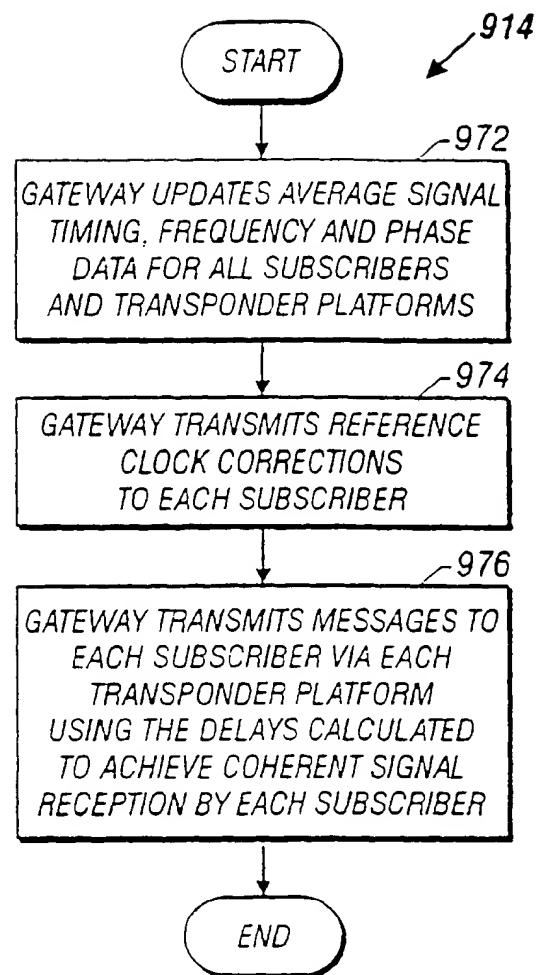 914
START
972
GATEWAY UPDATES AVERAGE SIGNAL
TIMING, FREQUENCY AND PHASE
DATA FOR ALL SUBSCRIBERS
AND TRANSPONDER PLATFORMS
974
GATEWAY TRANSMITS REFERENCE
CLOCK CORRECTIONS
TO EACH SUBSCRIBER
976
GATEWAY TRANSMITS MESSAGES TO
EACH SUBSCRIBER VIA EACH
TRANSPONDER PLATFORM
USING THE DELAYS CALCULATED
TO ACHIEVE COHERENT SIGNAL
RECEPTION BY EACH SUBSCRIBER
END